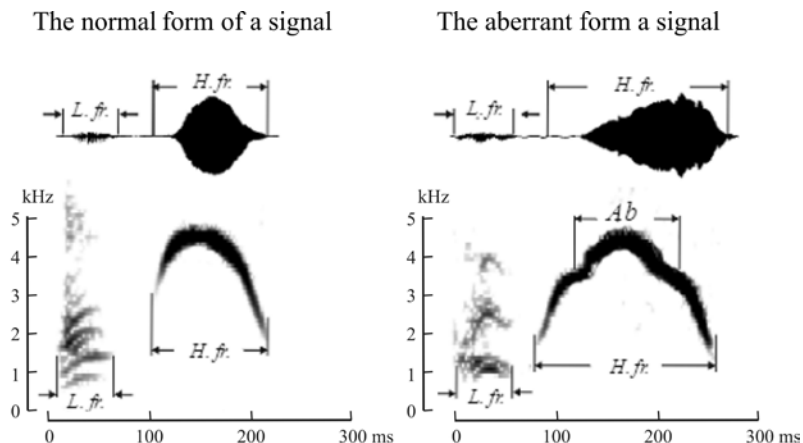 The normal form of a signal
The aberrant form a signal
H. fr.
L. fr.
H. fr.
L. fr.
kHz
5
4
3
2
1
0
H. fr.
L. fr.
0 100 200 300 ms
kHz
5
4
3
2
1
0
Ab
H. fr.
L. fr.
0 100 200 300 ms